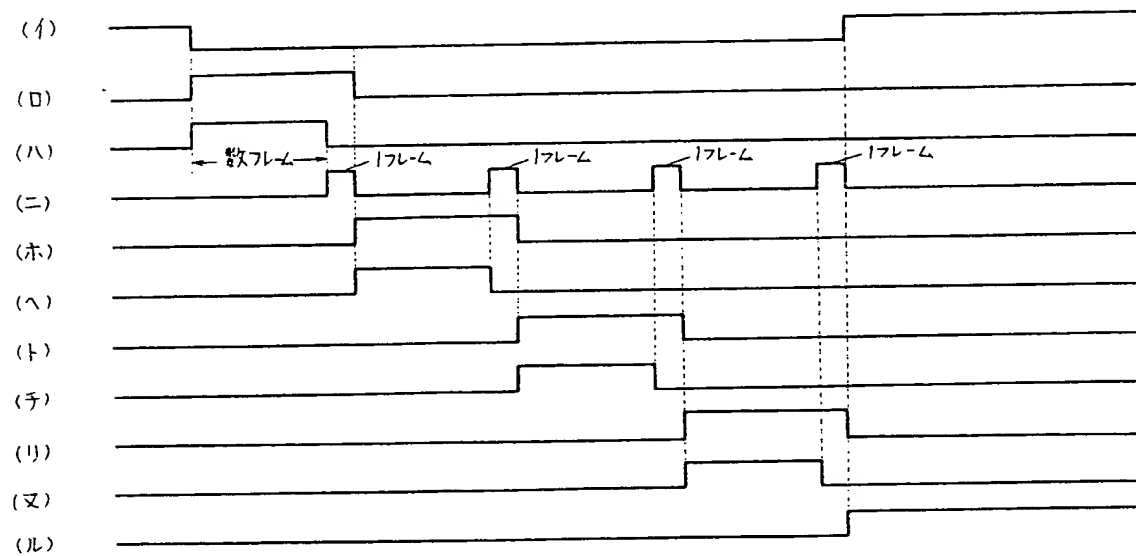 (イ)
(ロ)
(ハ)
数フレーム
1フレーム
1フレーム
1フレーム
1フレーム
(ニ)
(ホ)
(ヘ)
(ト)
(チ)
(リ)
(ヌ)
(ル)